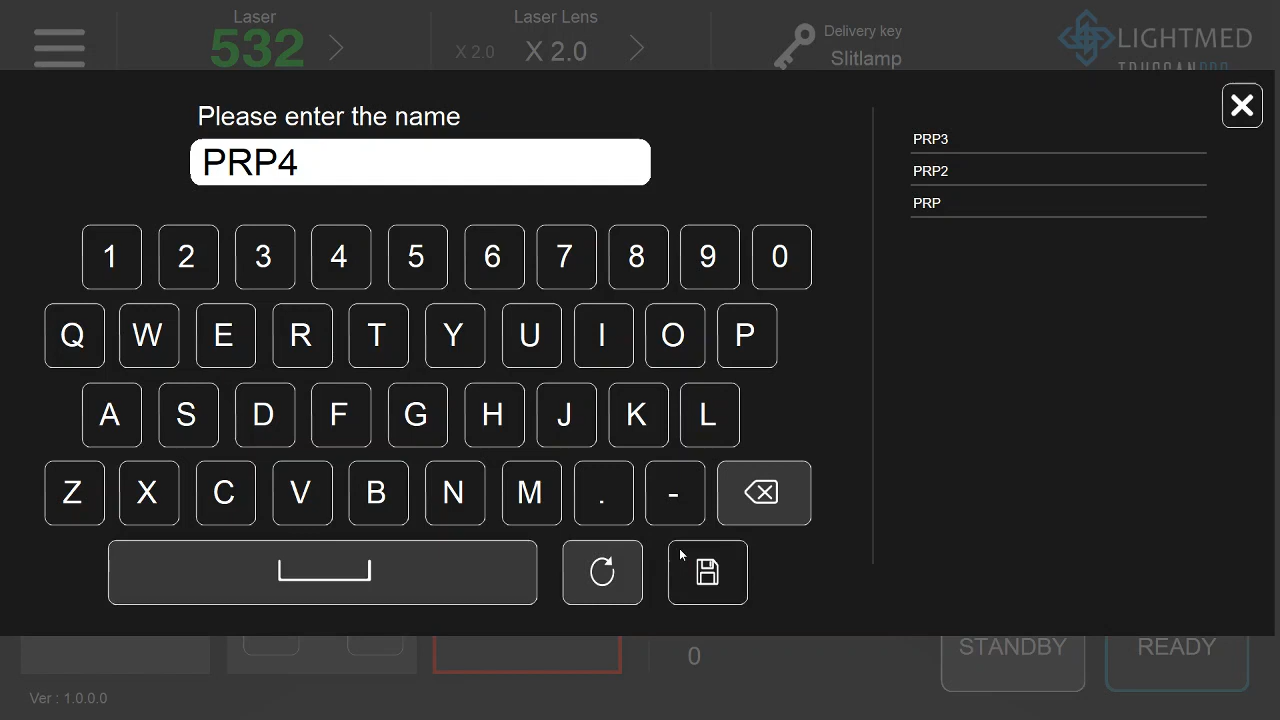 Laser
532
X 2.0
Laser Lens
X 2.0
Delivery key
Slitlamp
LIGHTMED
TRUSCANPRO
Please enter the name
PRP4
PRP3
PRP2
PRP
1 2 3 4 5 6 7 8 9 0
Q W E R T Y U I O P
A S D F G H J K L
Z X C V B N M . -
0
STANDBY
READY
Ver : 1.0.0.0